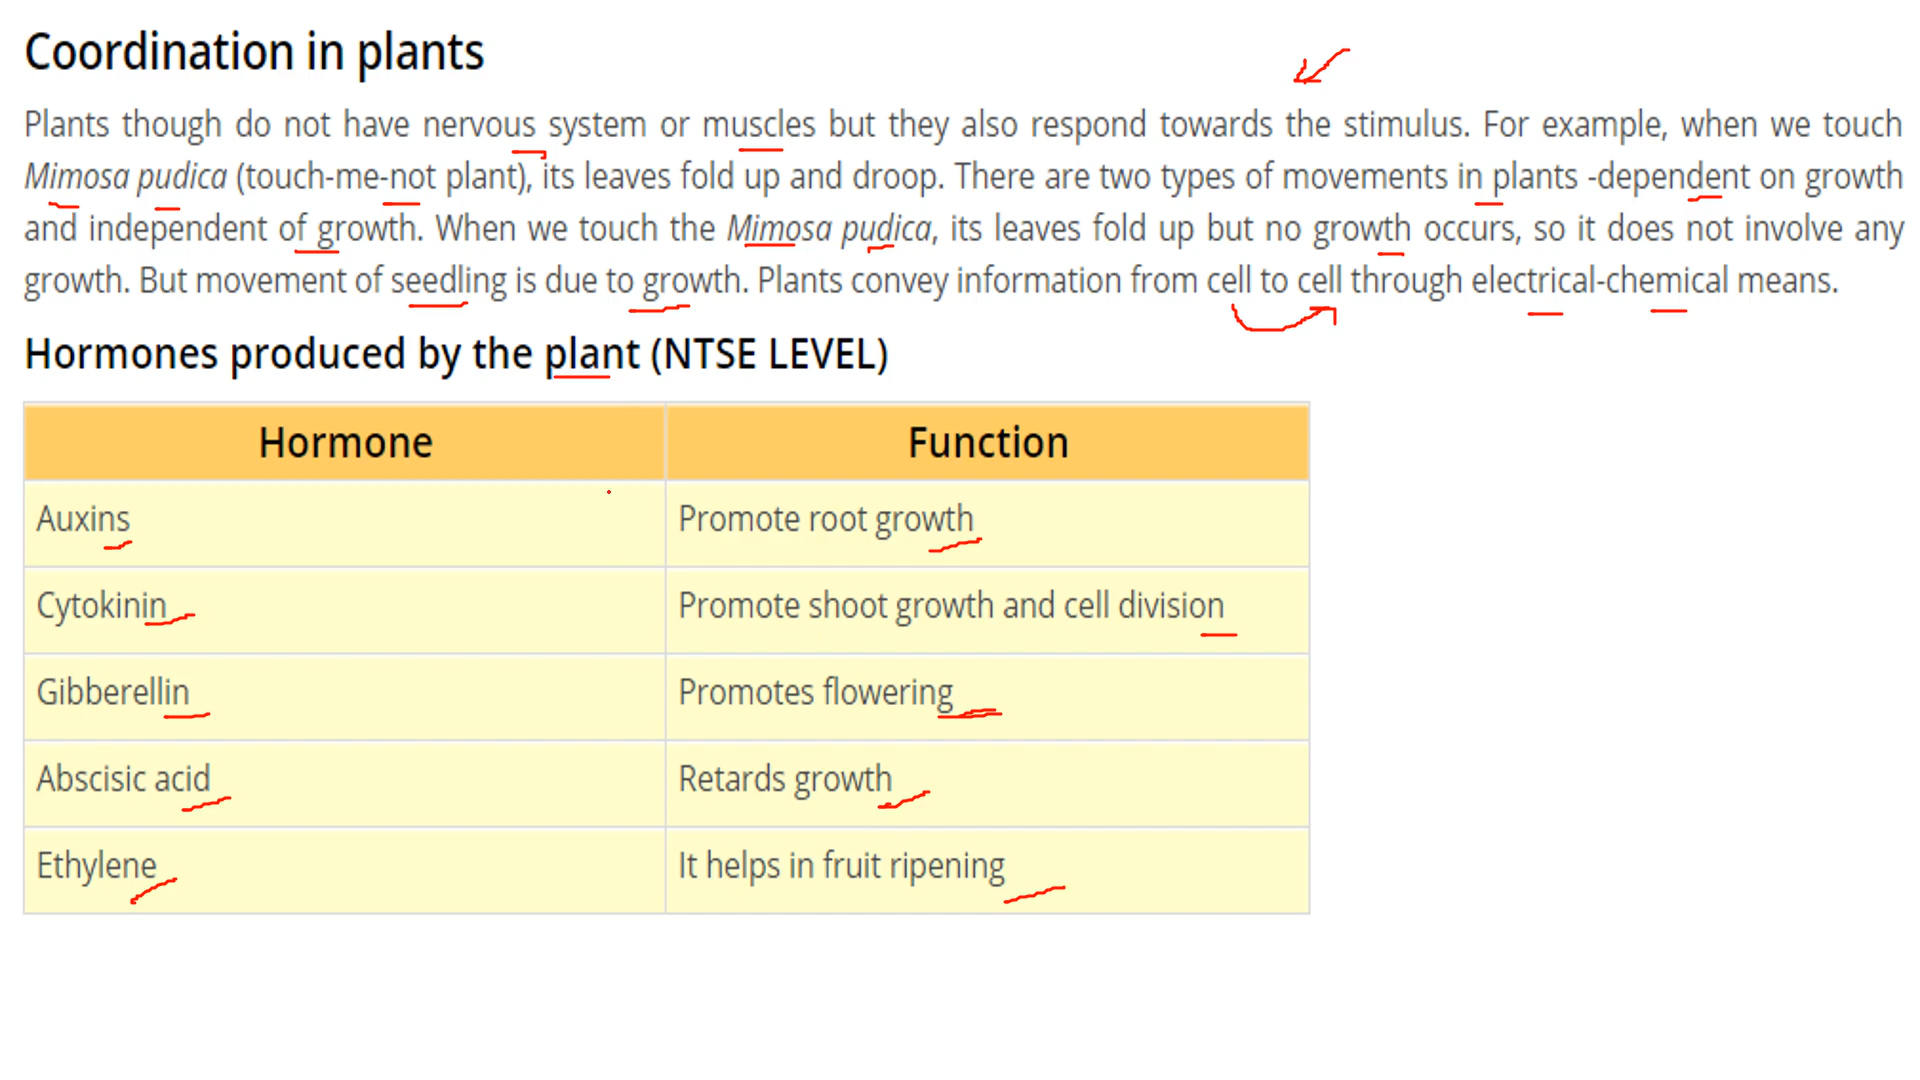 Coordination in plants
Plants though do not have nervous system or muscles but they also respond towards the stimulus. For example, when we touch
Mimosa pudica (touch-me-not plant), its leaves fold up and droop. There are two types of movements in plants -dependent on growth
and independent of growth. When we touch the Mimosa pudica, its leaves fold up but no growth occurs, so it does not involve any
growth. But movement of seedling is due to growth. Plants convey information from cell to cell through electrical-chemical means.
Hormones produced by the plant (NTSE LEVEL)
Hormone Function
Auxins Promote root growth
Cytokinin Promote shoot growth and cell division
Gibberellin Promotes flowering
Abscisic acid Retards growth
Ethylene It helps in fruit ripening